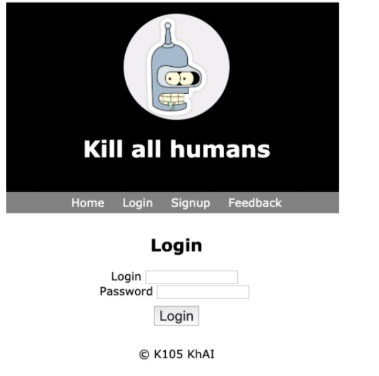 Kill all humans
Home Login Signup Feedback
Login
Login
Password
Login
© K105 KhAI